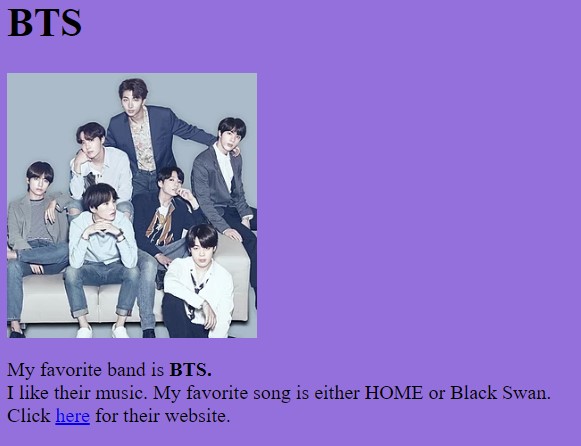 BTS
My favorite band is BTS.
I like their music. My favorite song is either HOME or Black Swan.
Click here for their website.